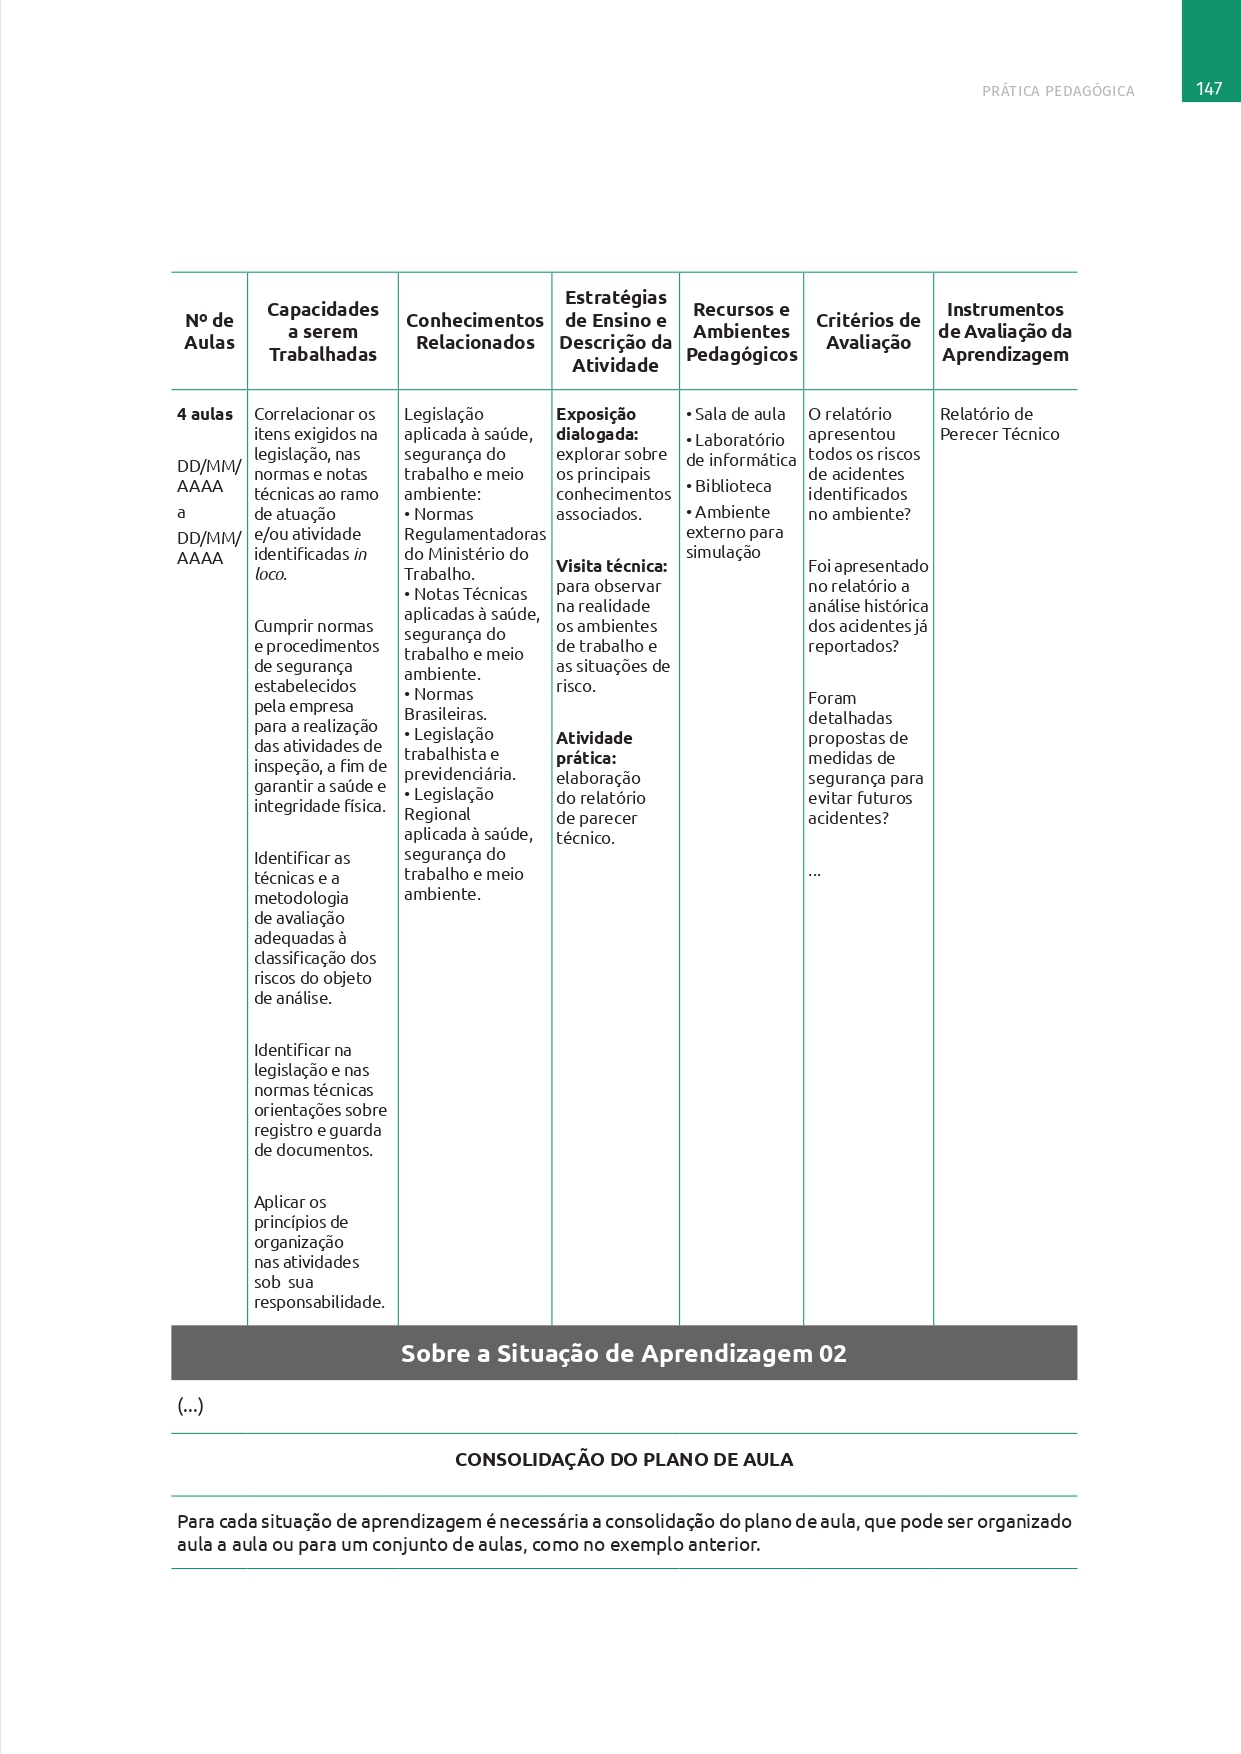 PRÁTICA PEDAGÓGICA
147
Nº de
Aulas
Capacidades
a serem
Trabalhadas
Conhecimentos
Relacionados
Estratégias
de Ensino e
Descrição da
Atividade
Recursos e
Ambientes
Pedagógicos
Critérios de
Avaliação
Instrumentos
de Avaliação da
Aprendizagem
4 aulas
DD/MM/
AAAA
a
DD/MM/
AAAA
Correlacionar os
itens exigidos na
legislação, nas
normas e notas
técnicas ao ramo
de atuação
e/ou atividade
identificadas in
loco.
Cumprir normas
e procedimentos
de segurança
estabelecidos
pela empresa
para a realização
das atividades de
inspeção, a fim de
garantir a saúde e
integridade física.
Identificar as
técnicas e a
metodologia
de avaliação
adequadas à
classificação dos
riscos do objeto
de análise.
Identificar na
legislação e nas
normas técnicas
orientações sobre
registro e guarda
de documentos.
Aplicar os
princípios de
organização
nas atividades
sob sua
responsabilidade.
Legislação
aplicada à saúde,
segurança do
trabalho e meio
ambiente:
• Normas
Regulamentadoras
do Ministério do
Trabalho.
• Notas Técnicas
aplicadas à saúde,
segurança do
trabalho e meio
ambiente.
• Normas
Brasileiras.
• Legislação
trabalhista e
previdenciária.
• Legislação
Regional
aplicada à saúde,
segurança do
trabalho e meio
ambiente.
Exposição
dialogada:
explorar sobre
os principais
conhecimentos
associados.
Visita técnica:
para observar
na realidade
os ambientes
de trabalho e
as situações de
risco.
Atividade
prática:
elaboração
do relatório
de parecer
técnico.
• Sala de aula
• Laboratório
de informática
• Biblioteca
• Ambiente
externo para
simulação
O relatório
apresentou
todos os riscos
de acidentes
identificados
no ambiente?
Foi apresentado
no relatório a
análise histórica
dos acidentes já
reportados?
Foram
detalhadas
propostas de
medidas de
segurança para
evitar futuros
acidentes?
...
Relatório de
Perecer Técnico
Sobre a Situação de Aprendizagem 02
(...)
CONSOLIDAÇÃO DO PLANO DE AULA
Para cada situação de aprendizagem é necessária a consolidação do plano de aula, que pode ser organizado
aula a aula ou para um conjunto de aulas, como no exemplo anterior.